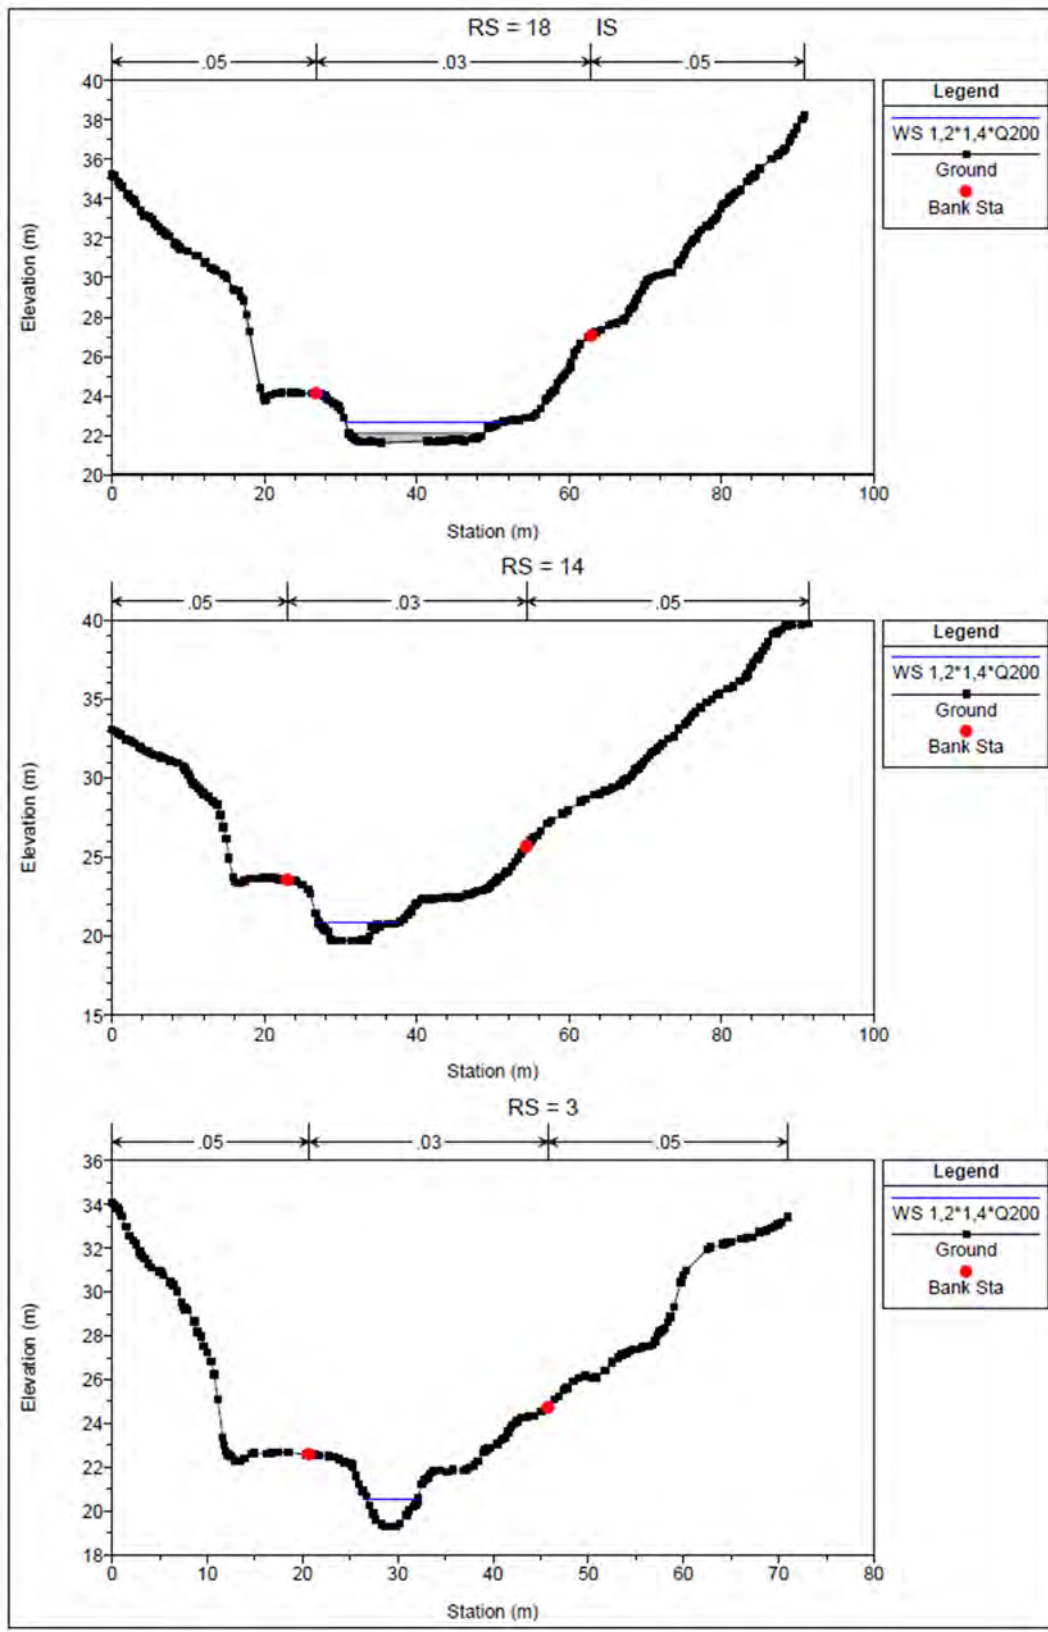 RS = 18 IS
.05 .03 .05
40
38
36
34
32
30
28
26
24
22
20
Elevation (m)
0 20 40 60 80 100
Station (m)
Legend
WS 1,2*1,4*Q200
Ground
Bank Sta
RS = 14
.05 .03 .05
40
35
30
25
20
15
Elevation (m)
0 20 40 60 80 100
Station (m)
Legend
WS 1,2*1,4*Q200
Ground
Bank Sta
RS = 3
.05 .03 .05
36
34
32
30
28
26
24
22
20
18
Elevation (m)
0 10 20 30 40 50 60 70 80
Station (m)
Legend
WS 1,2*1,4*Q200
Ground
Bank Sta